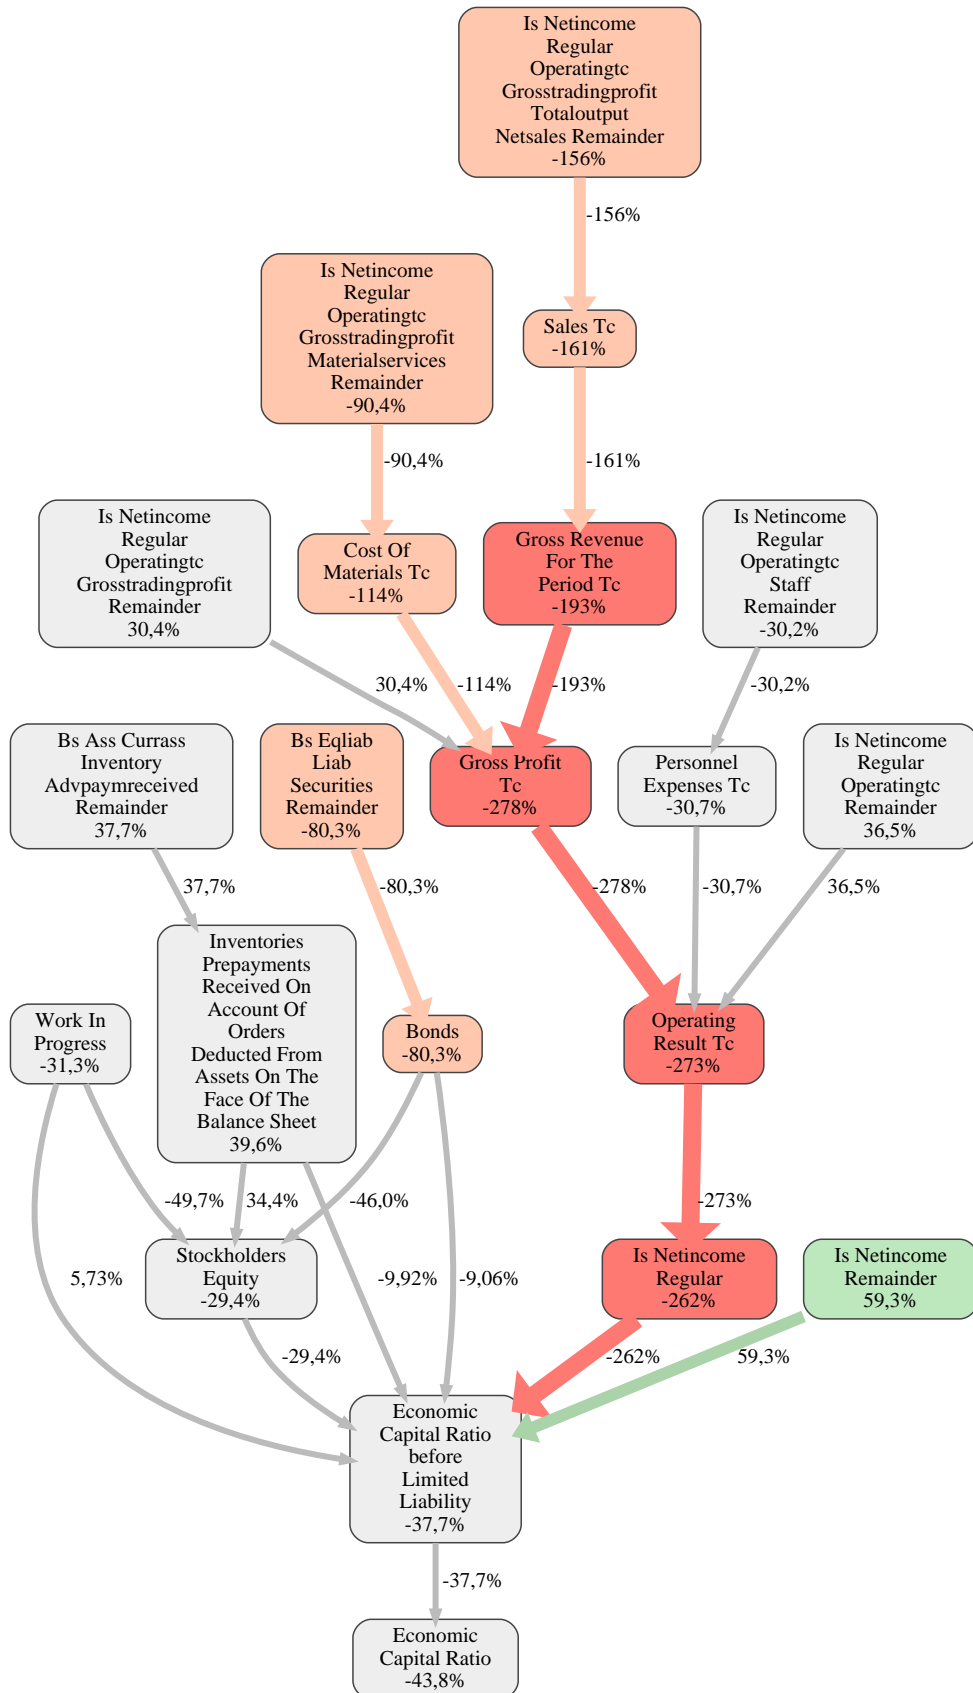 Is Netincome
Regular
Operatingtc
Grosstradingprofit
Totaloutput
Netsales Remainder
-156%
-156%
Is Netincome
Regular
Operatingtc
Grosstradingprofit
Materialservices
Remainder
-90,4%
Sales Tc
-161%
-90,4%
-161%
Is Netincome
Regular
Operatingtc
Grosstradingprofit
Remainder
30,4%
Cost Of
Materials Tc
-114%
Gross Revenue
For The
Period Tc
-193%
Is Netincome
Regular
Operatingtc
Staff
Remainder
-30,2%
30,4%
-114%
-193%
-30,2%
Bs Ass Currass
Inventory
Advpaymreceived
Remainder
37,7%
Bs Eqliab
Liab
Securities
Remainder
-80,3%
Gross Profit
Tc
-278%
Personnel
Expenses Tc
-30,7%
Is Netincome
Regular
Operatingtc
Remainder
36,5%
37,7%
-80,3%
-278%
-30,7%
36,5%
Work In
Progress
-31,3%
Inventories
Prepayments
Received On
Account Of
Orders
Deducted From
Assets On The
Face Of The
Balance Sheet
39,6%
Bonds
-80,3%
Operating
Result Tc
-273%
-49,7%
34,4%
-46,0%
-273%
Stockholders
Equity
-29,4%
5,73%
-9,92%
-9,06%
Is Netincome
Regular
-262%
Is Netincome
Remainder
59,3%
-29,4%
-262%
59,3%
Economic
Capital Ratio
before
Limited
Liability
-37,7%
-37,7%
Economic
Capital Ratio
-43,8%